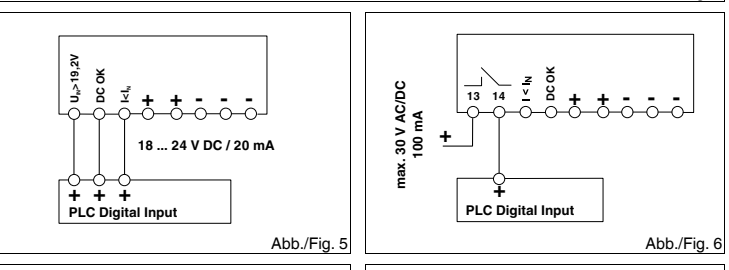 U_IN>19,2V
DC OK
I<I_N
+ + - - -
18 ... 24 V DC / 20 mA
+ + +
PLC Digital Input
Abb./Fig. 5
13 14
I < I_N
DC OK
+ + - - -
max. 30 V AC/DC
100 mA
+
+
PLC Digital Input
Abb./Fig. 6